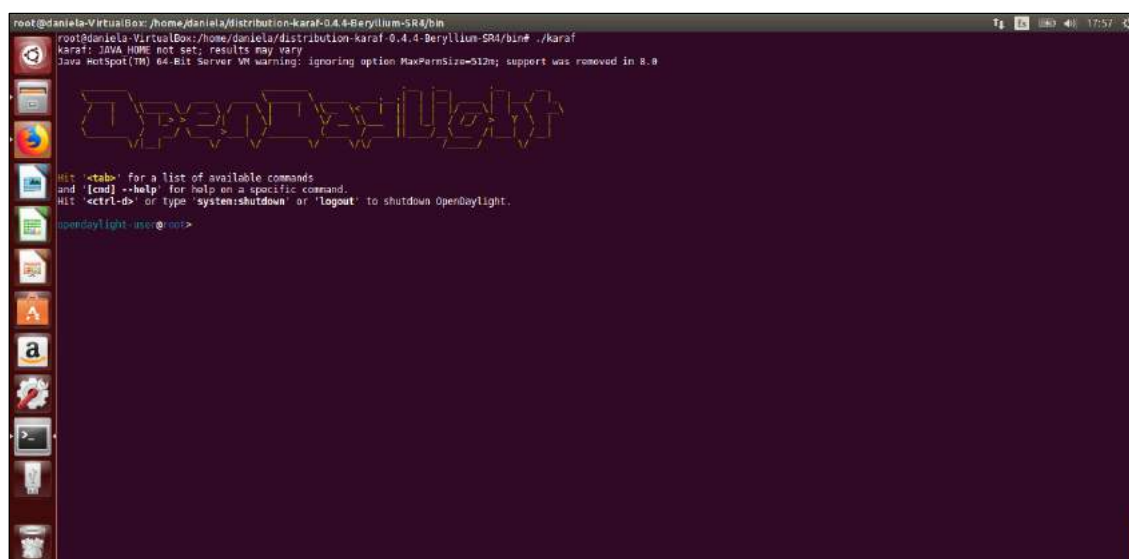 root@daniela-VirtualBox: /home/daniela/distribution-karaf-0.4.4-Beryllium-SR4/bin
Es
17:57
root@daniela-VirtualBox:/home/daniela/distribution-karaf-0.4.4-Beryllium-SR4/bin# ./karaf
karaf: JAVA_HOME not set; results may vary
Java HotSpot(TM) 64-Bit Server VM warning: ignoring option MaxPermSize=512m; support was removed in 8.0
OpenDaylight
Hit '<tab>' for a list of available commands
and '[cmd] --help' for help on a specific command.
Hit '<ctrl-d>' or type 'system:shutdown' or 'logout' to shutdown OpenDaylight.
opendaylight-user@root>
A
a
>_